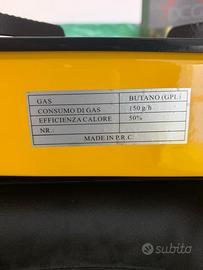 GAS BUTANO (GPL)
CONSUMO DI GAS 150 g/h
EFFICIENZA CALORE 50%
NR..
MADE IN P.R.C.
subito